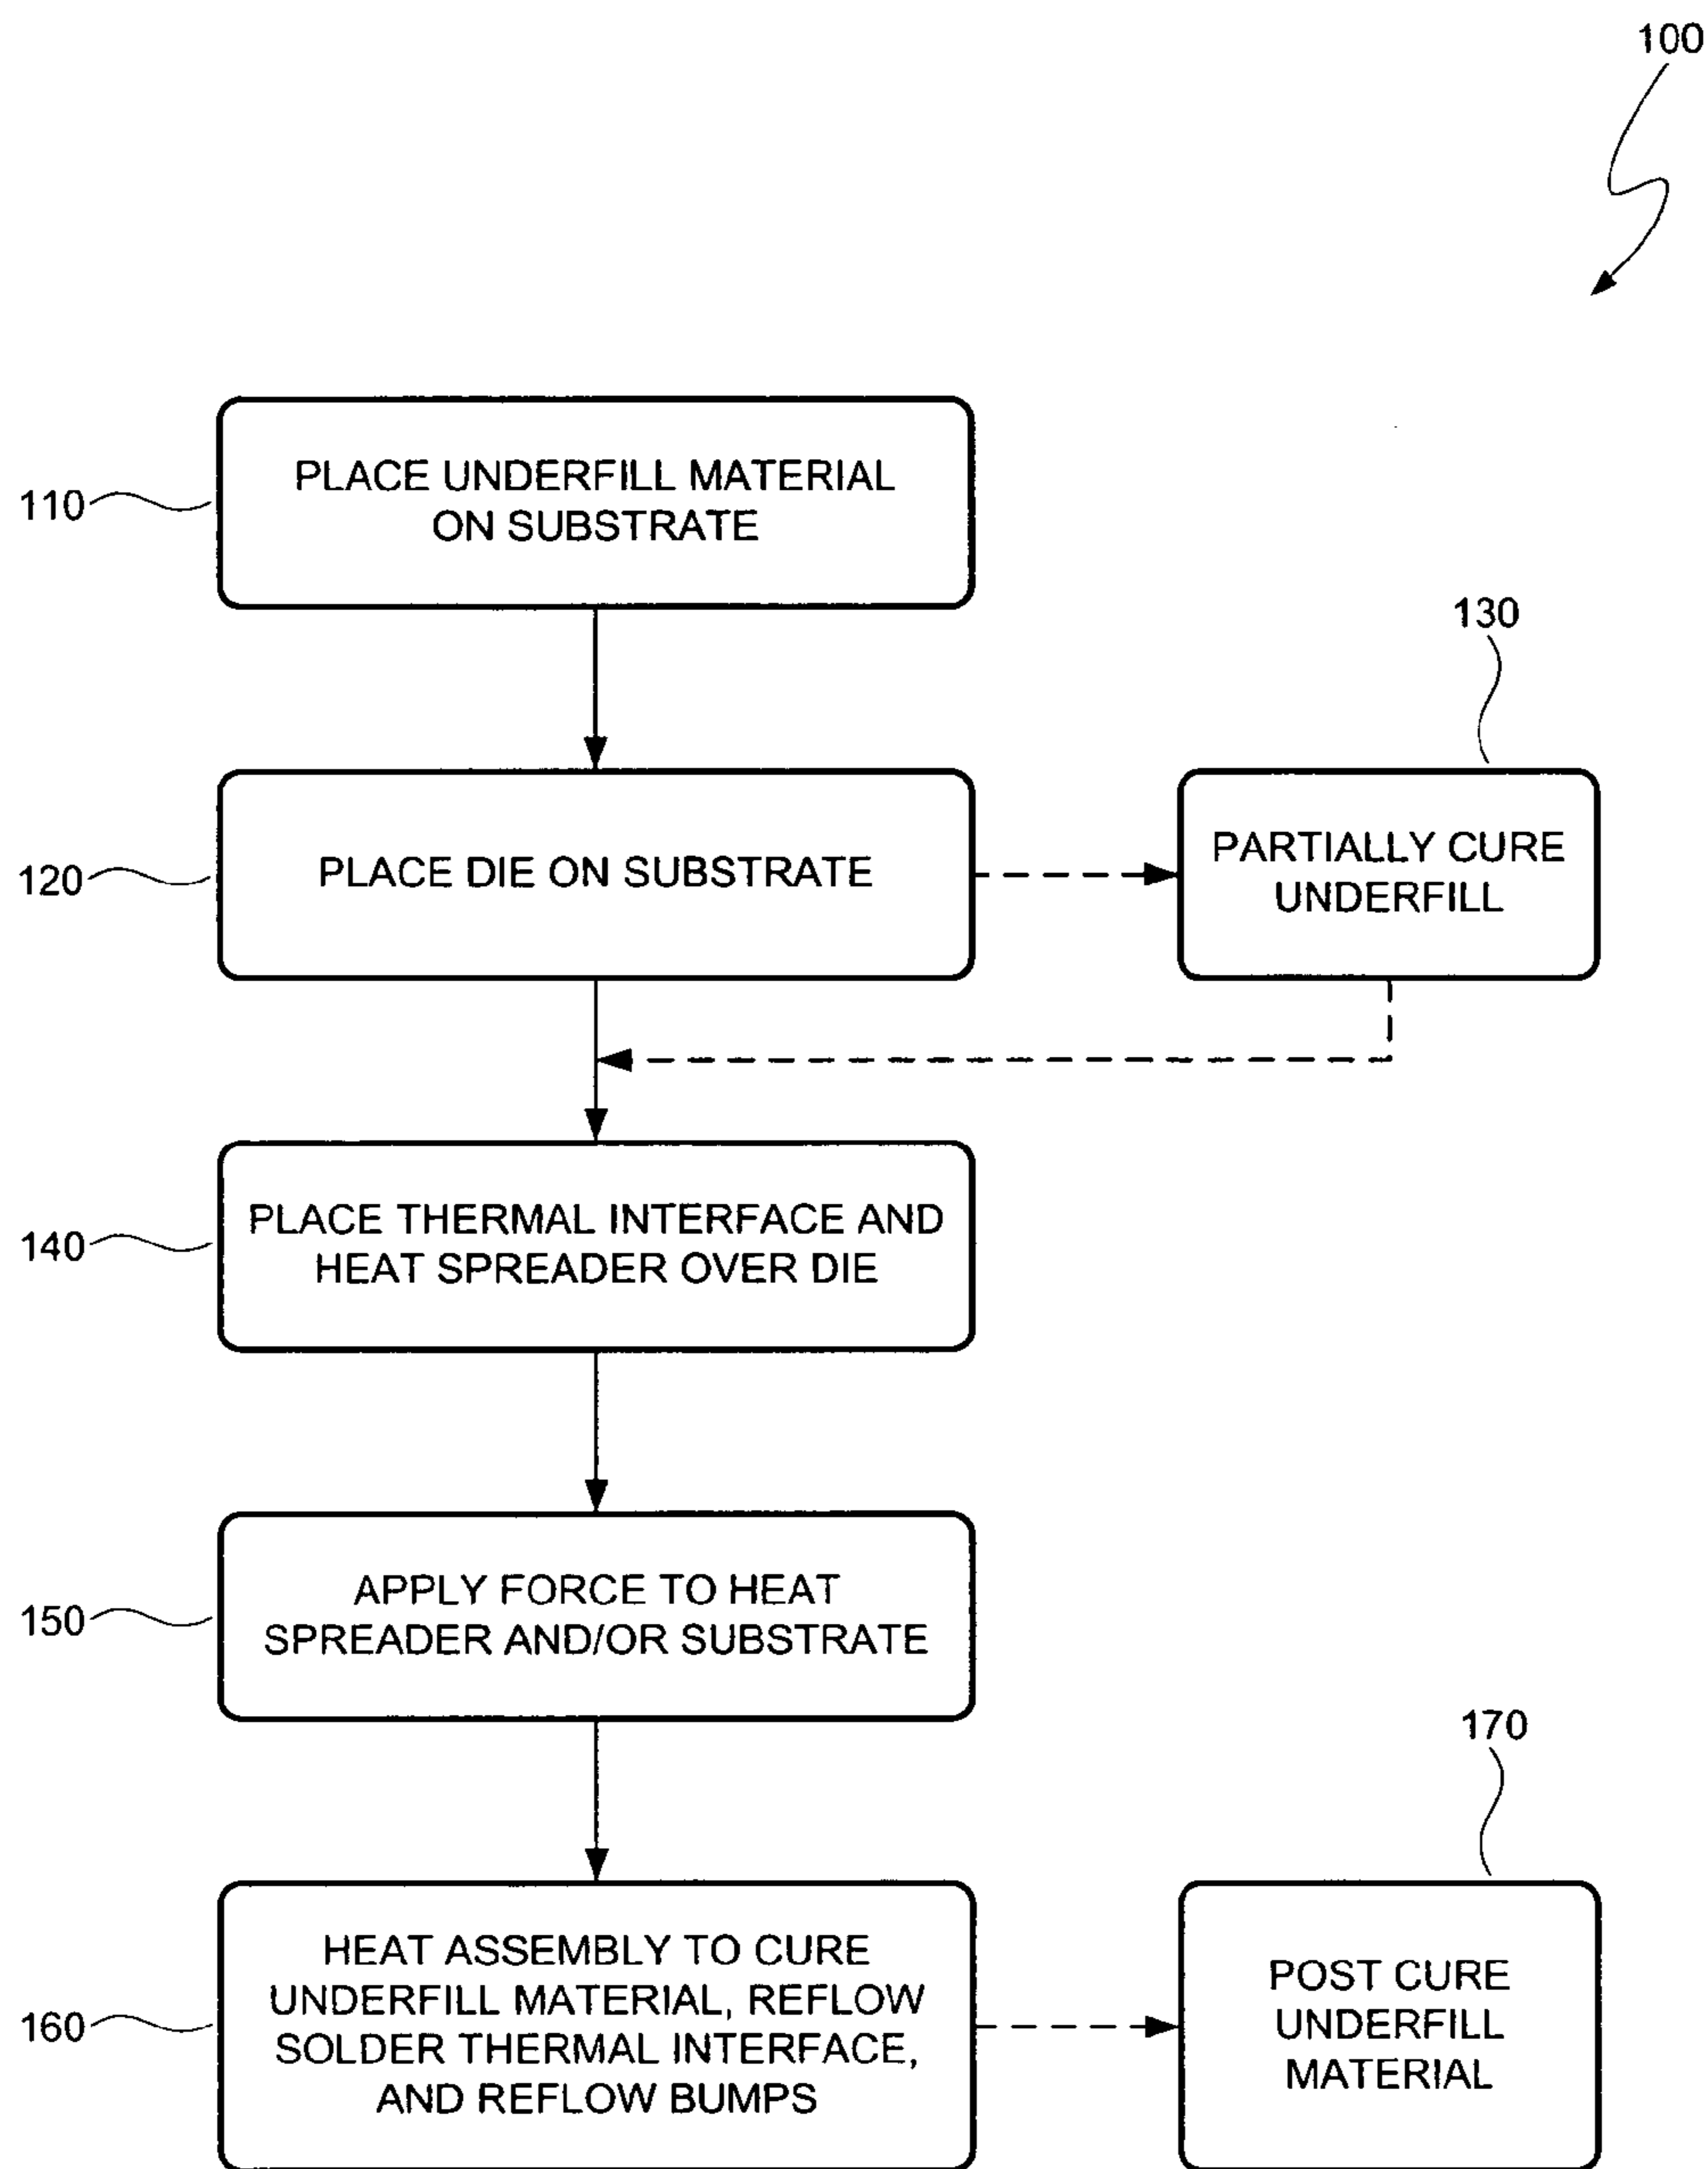 100
110
PLACE UNDERFILL MATERIAL
ON SUBSTRATE
120
PLACE DIE ON SUBSTRATE
130
PARTIALLY CURE
UNDERFILL
140
PLACE THERMAL INTERFACE AND
HEAT SPREADER OVER DIE
150
APPLY FORCE TO HEAT
SPREADER AND/OR SUBSTRATE
160
HEAT ASSEMBLY TO CURE
UNDERFILL MATERIAL, REFLOW
SOLDER THERMAL INTERFACE,
AND REFLOW BUMPS
170
POST CURE
UNDERFILL
MATERIAL